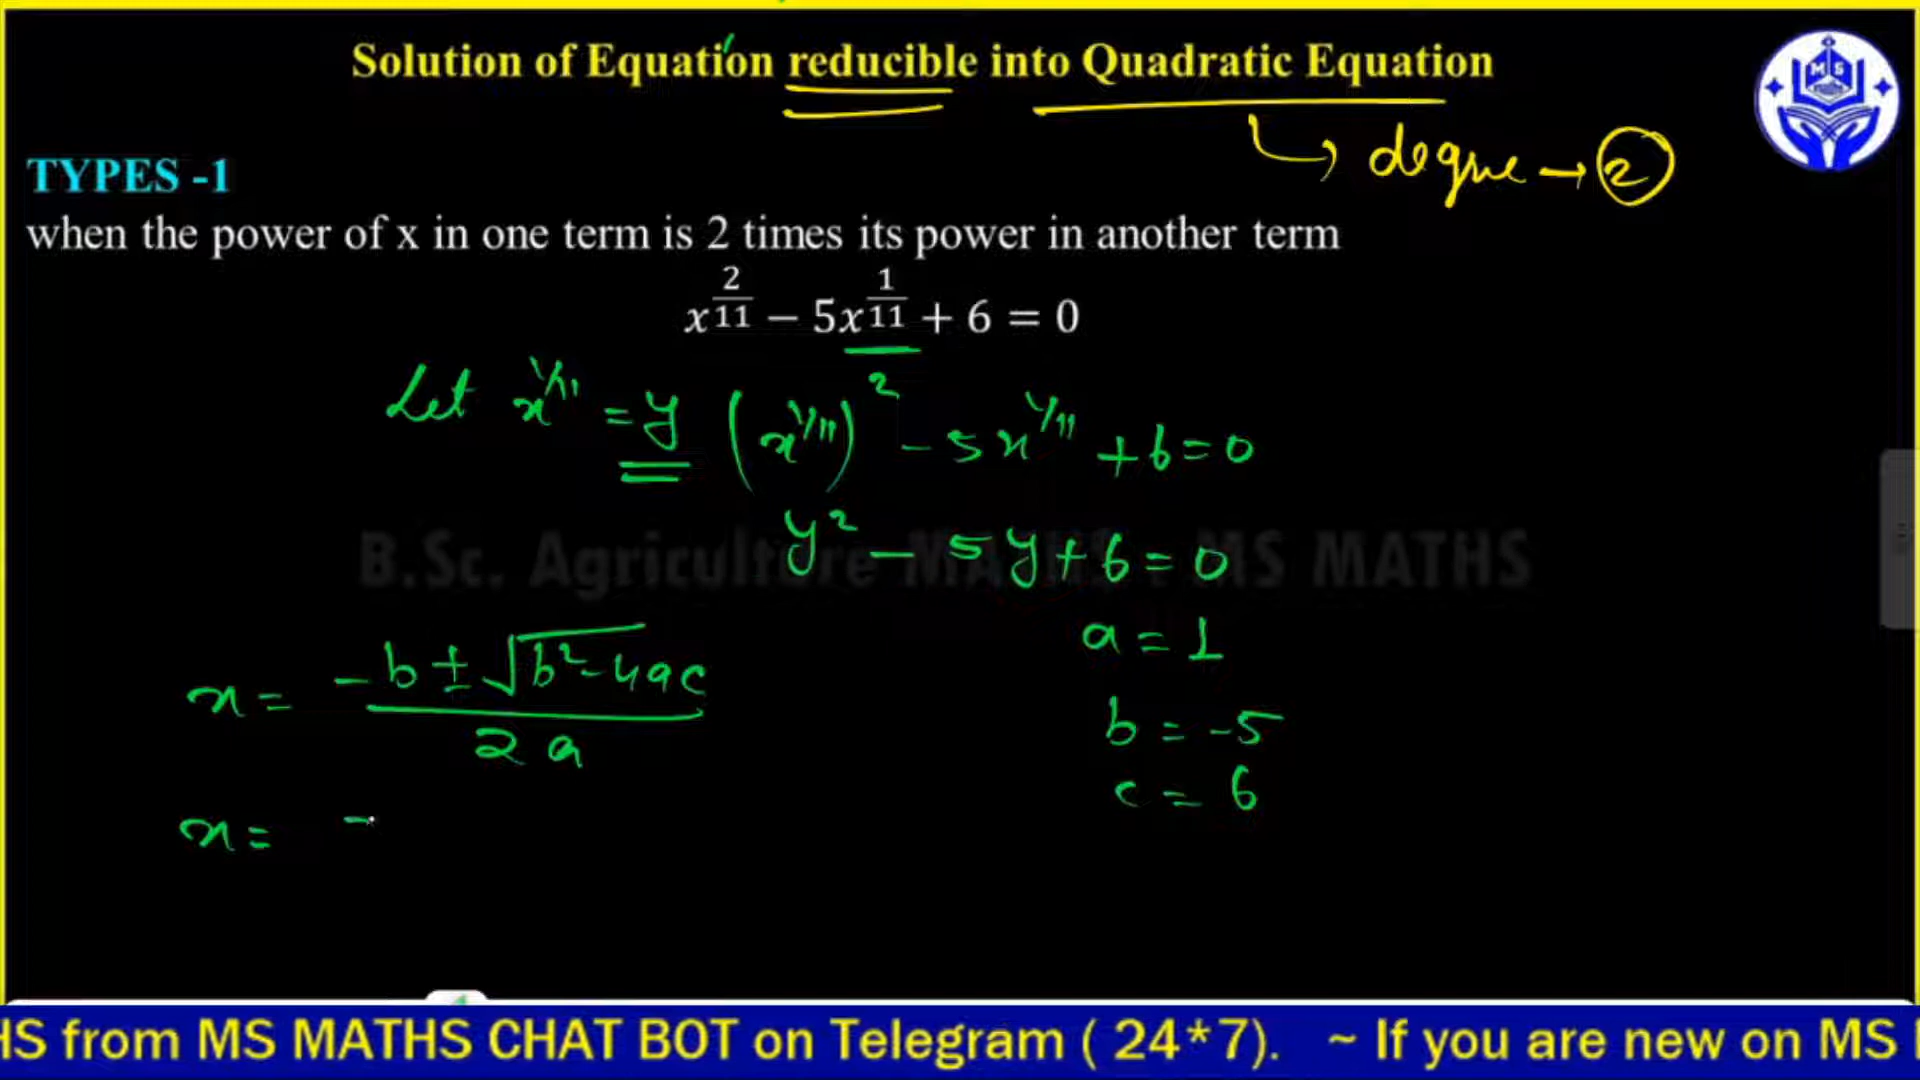 Solution of Equation reducible into Quadratic Equation
MS
maths
degree → 2
TYPES -1
when the power of x in one term is 2 times its power in another term
x^(2/11) − 5x^(1/11) + 6 = 0
Let x^(1/11) = y (x^(1/11))² − 5x^(1/11) + 6 = 0
y² − 5y + 6 = 0
B.Sc. Agriculture MATHS : MS MATHS
a = 1
x = (−b ± √(b² − 4ac)) / 2a
b = −5
c = 6
x = −
HS from MS MATHS CHAT BOT on Telegram ( 24*7). ~ If you are new on MS